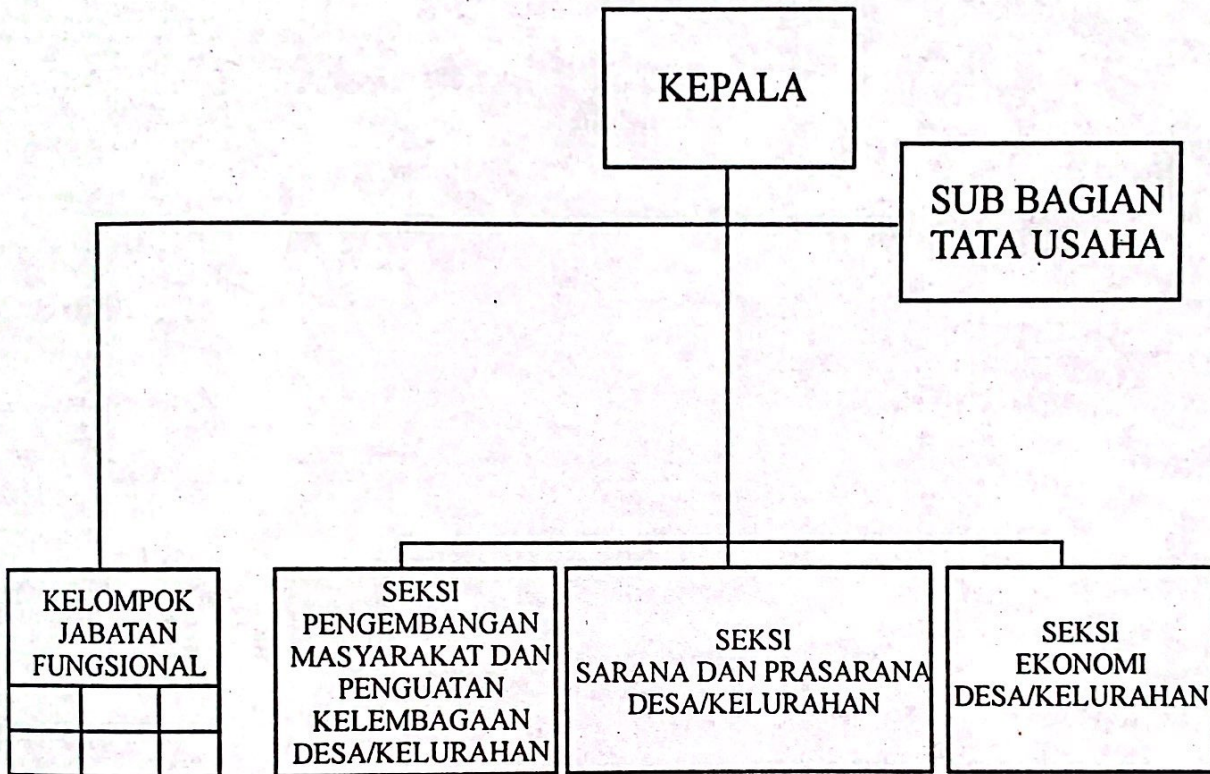 KEPALA
SUB BAGIAN
TATA USAHA
KELOMPOK
JABATAN
FUNGSIONAL
SEKSI
PENGEMBANGAN
MASYARAKAT DAN
PENGUATAN
KELEMBAGAAN
DESA/KELURAHAN
SEKSI
SARANA DAN PRASARANA
DESA/KELURAHAN
SEKSI
EKONOMI
DESA/KELURAHAN